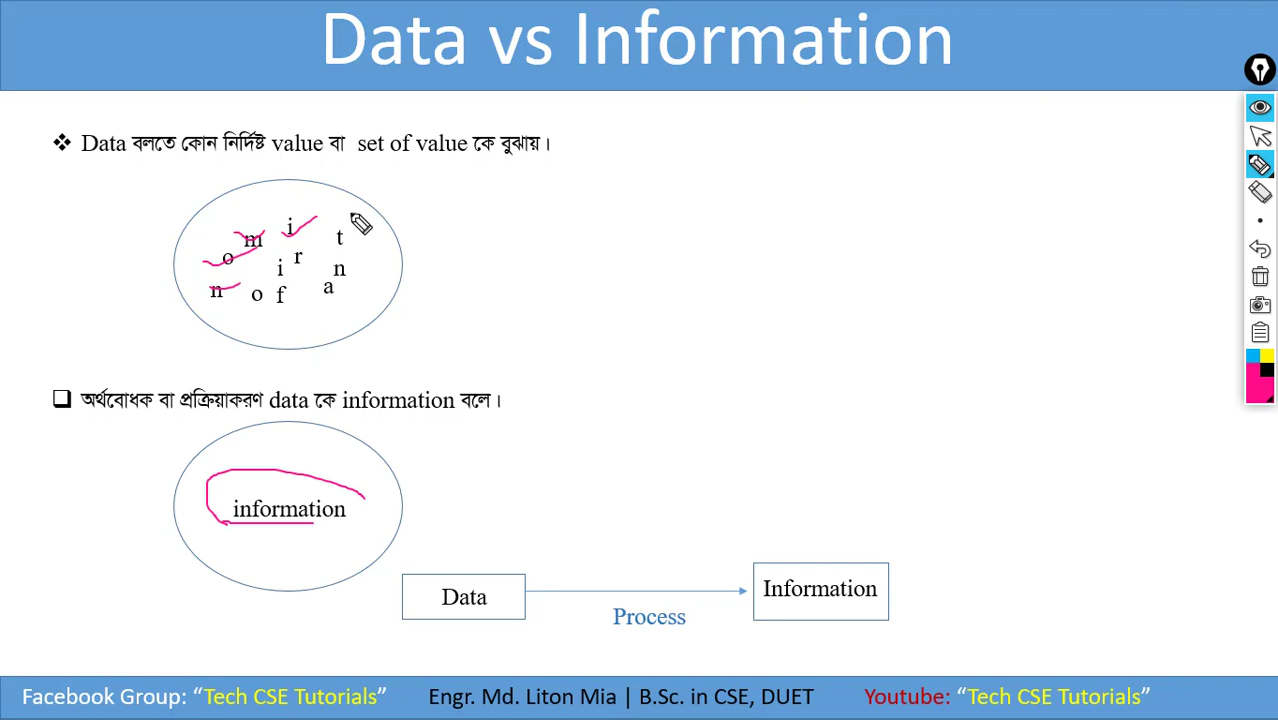 Data vs Information
❖ Data বলতে কোন নির্দিষ্ট value বা set of value কে বুঝায়।
i
m t
o r
i n
n o f a
❑ অর্থবোধক বা প্রক্রিয়াকরণ data কে information বলে।
information
Data Process Information
Facebook Group: “Tech CSE Tutorials” Engr. Md. Liton Mia | B.Sc. in CSE, DUET Youtube: “Tech CSE Tutorials”